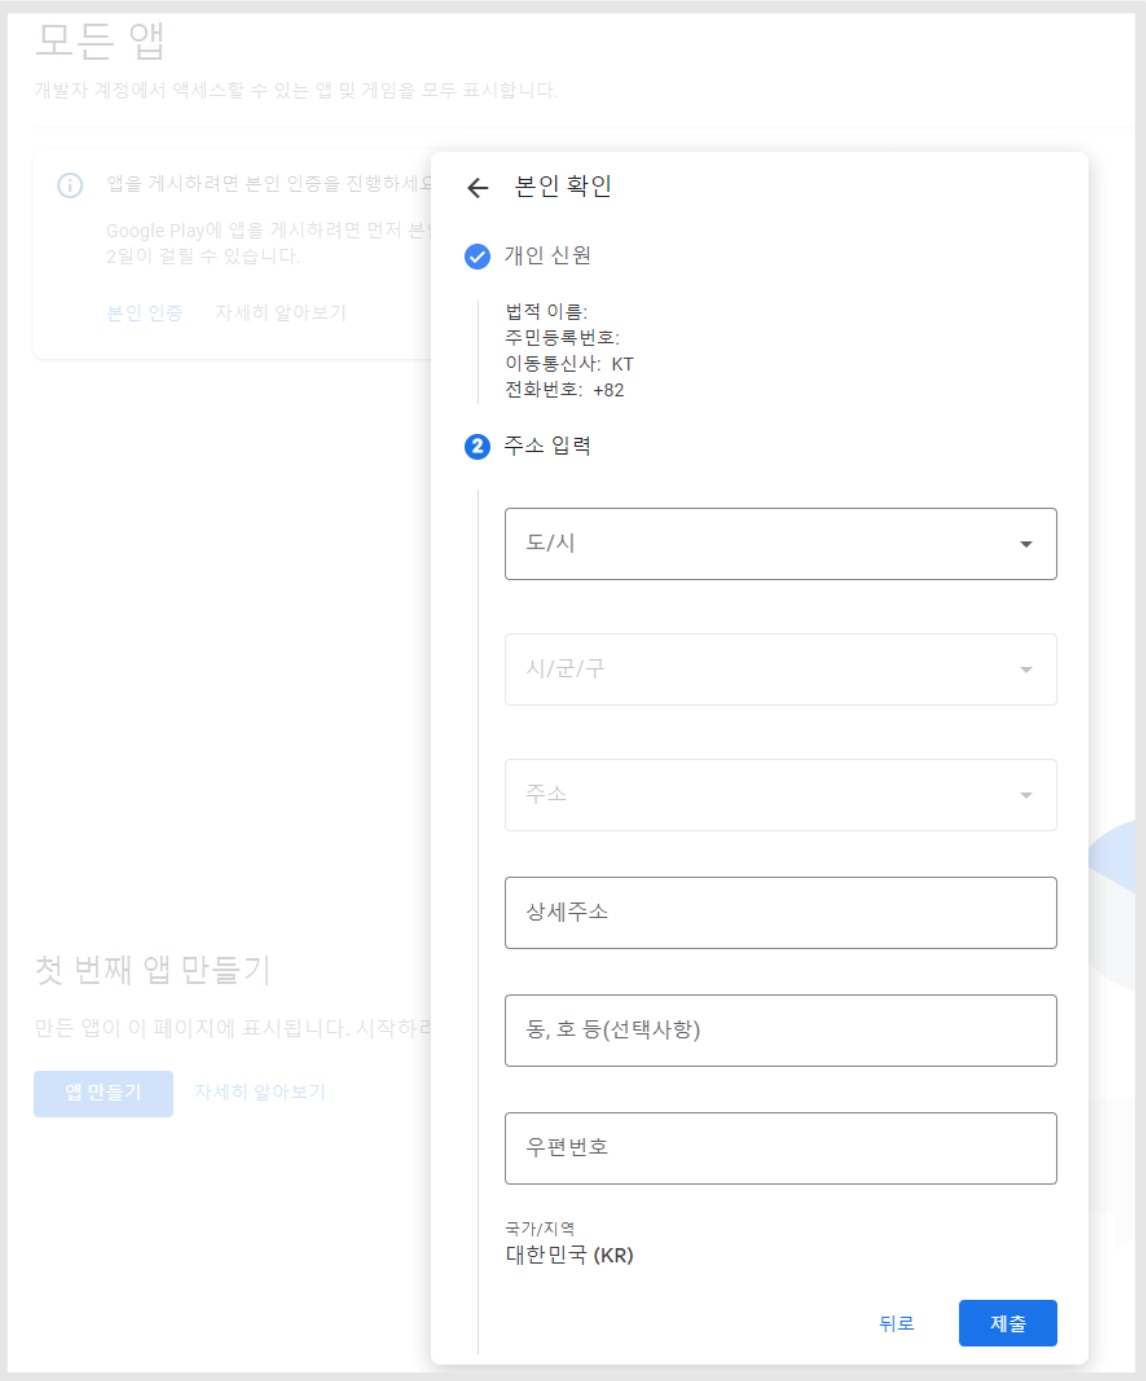 모든 앱
개발자 계정에서 액세스할 수 있는 앱 및 게임을 모두 표시합니다.
앱을 게시하려면 본인 인증을 진행하세요
Google Play에 앱을 게시하려면 먼저
2일이 걸릴 수 있습니다.
본인 인증 자세히 알아보기
본인 확인
개인 신원
법적 이름:
주민등록번호:
이동통신사: KT
전화번호: +82
2 주소 입력
도/시
시/군/구
주소
상세주소
동, 호 등(선택사항)
우편번호
국가/지역
대한민국 (KR)
뒤로 제출
첫 번째 앱 만들기
만든 앱이 이 페이지에 표시됩니다.
앱 만들기 자세히 알아보기